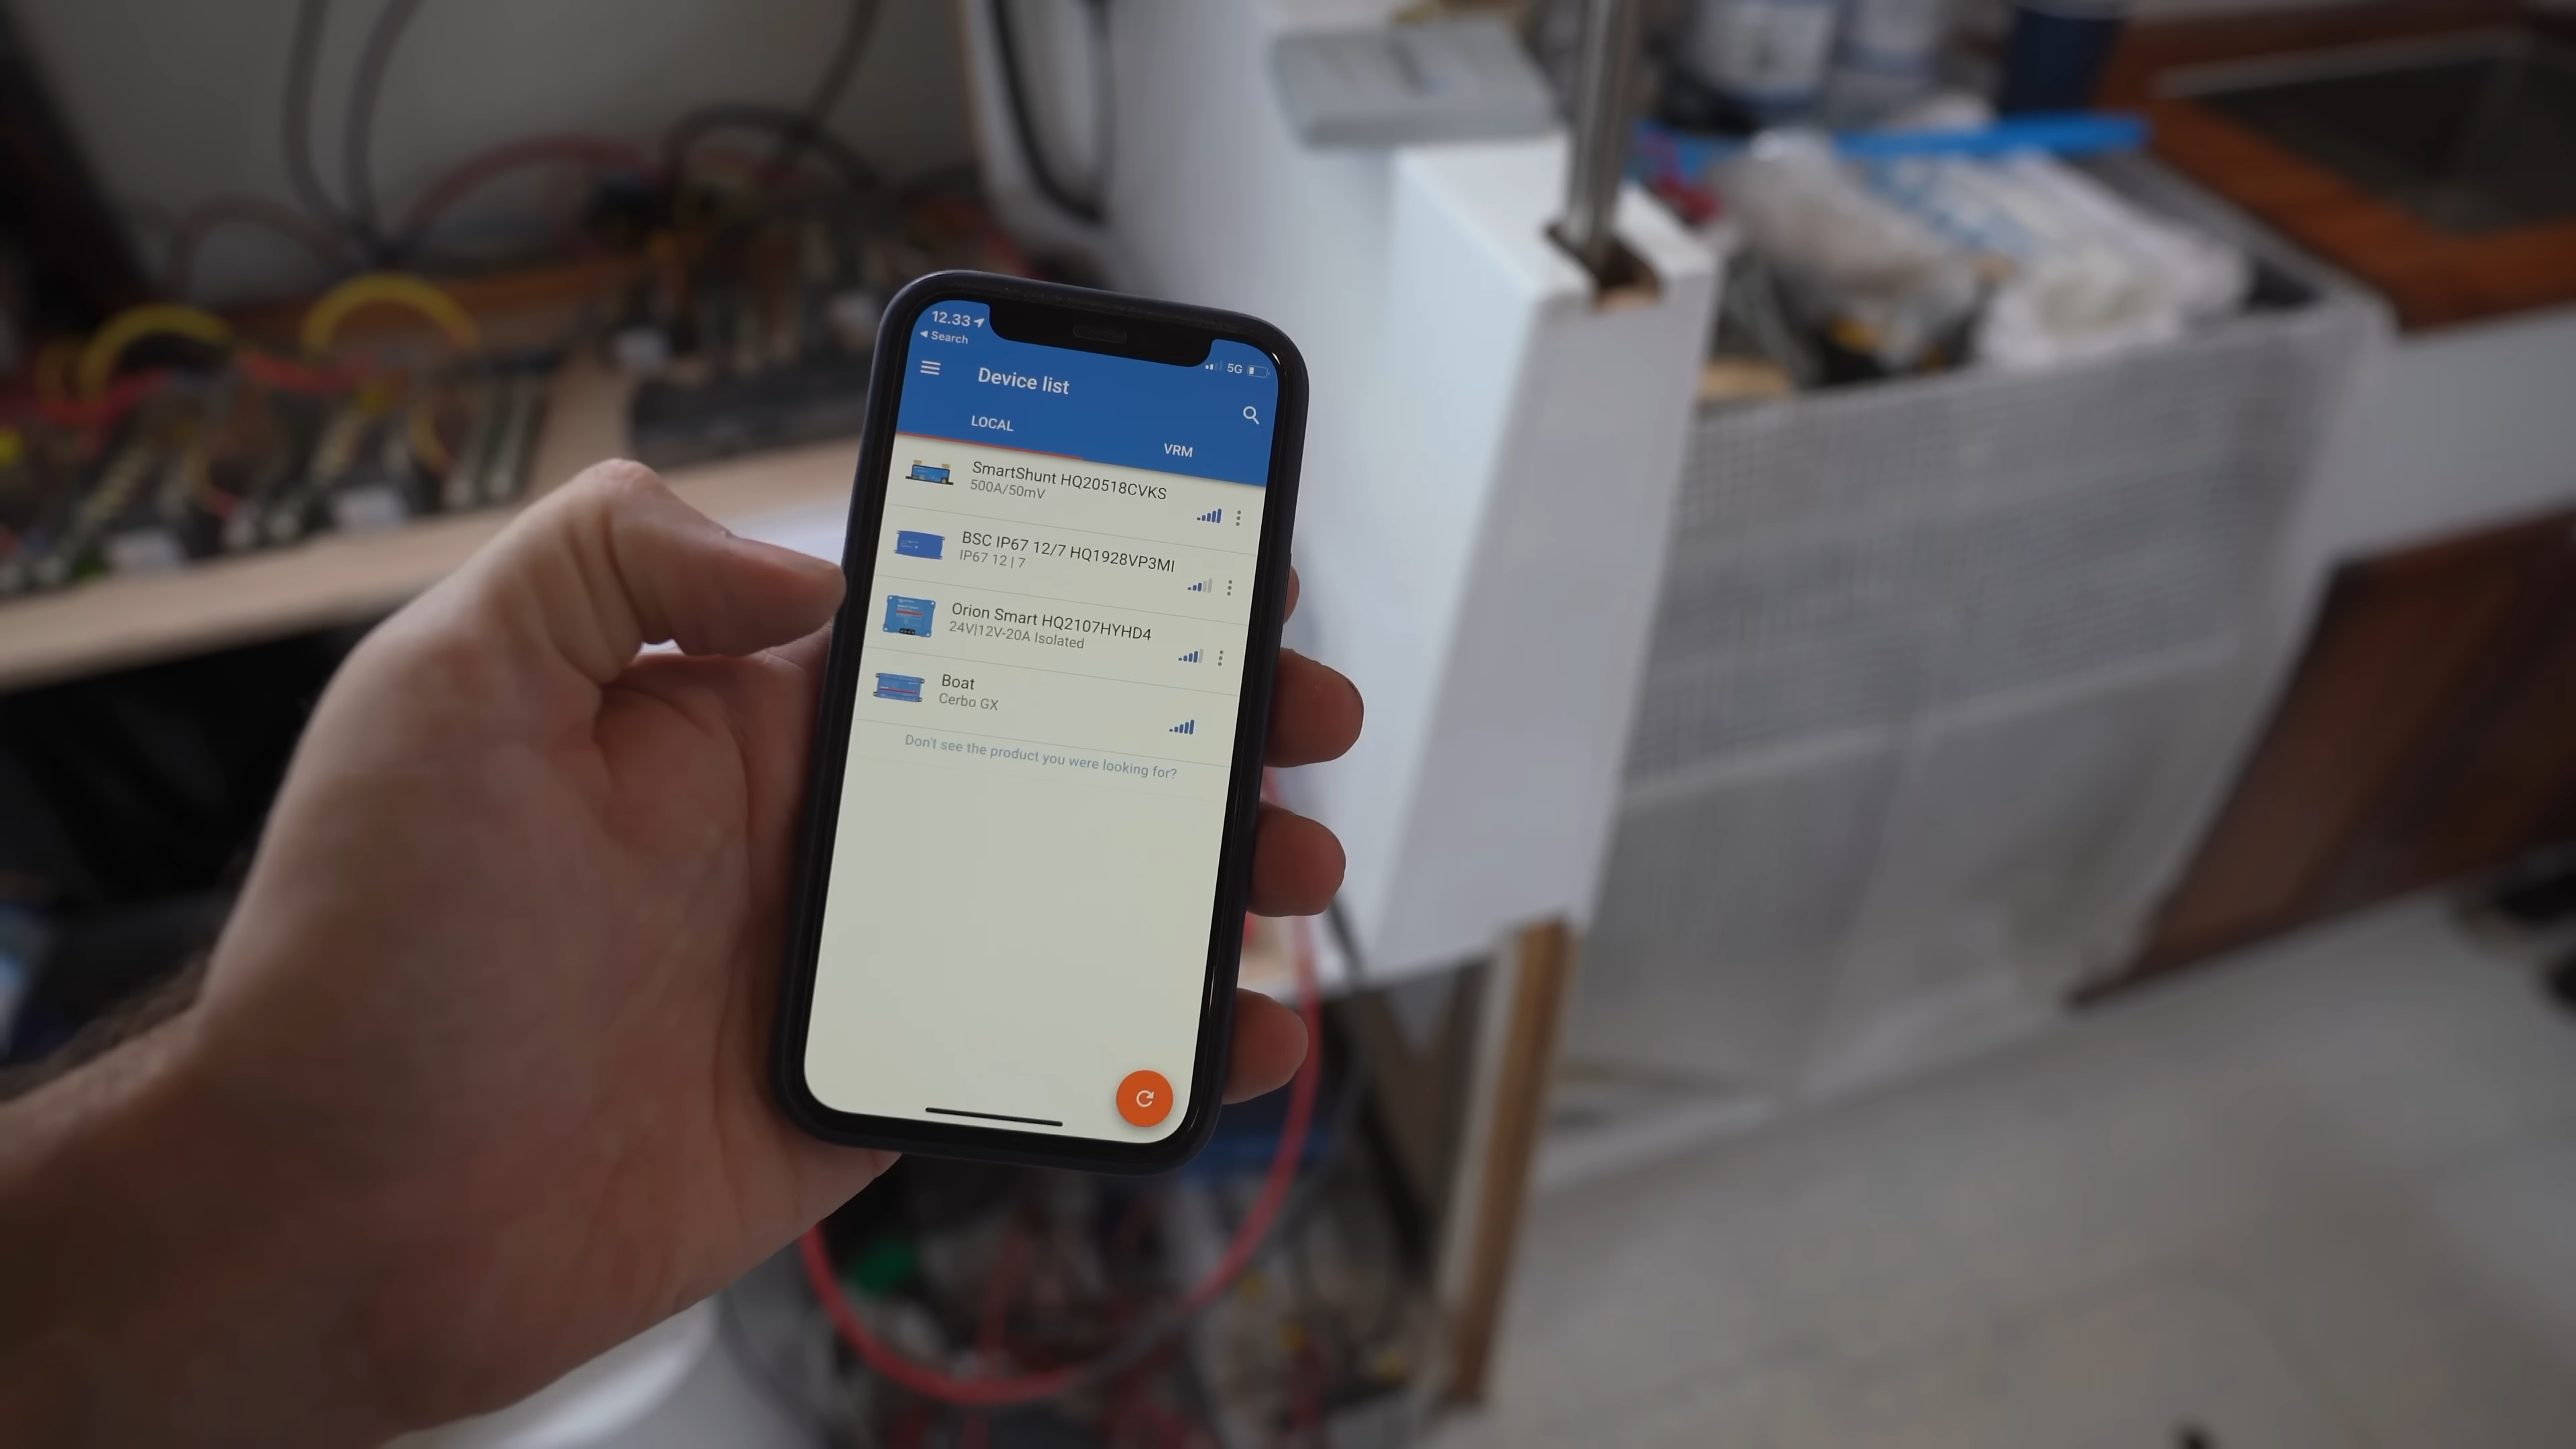 12.33
Search
5G
Device list
LOCAL
VRM
SmartShunt HQ20518CVKS
500A/50mV
BSC IP67 12/7 HQ1928VP3MI
IP67 12 | 7
Orion Smart HQ2107HYHD4
24V|12V-20A Isolated
Boat
Cerbo GX
Don't see the product you were looking for?